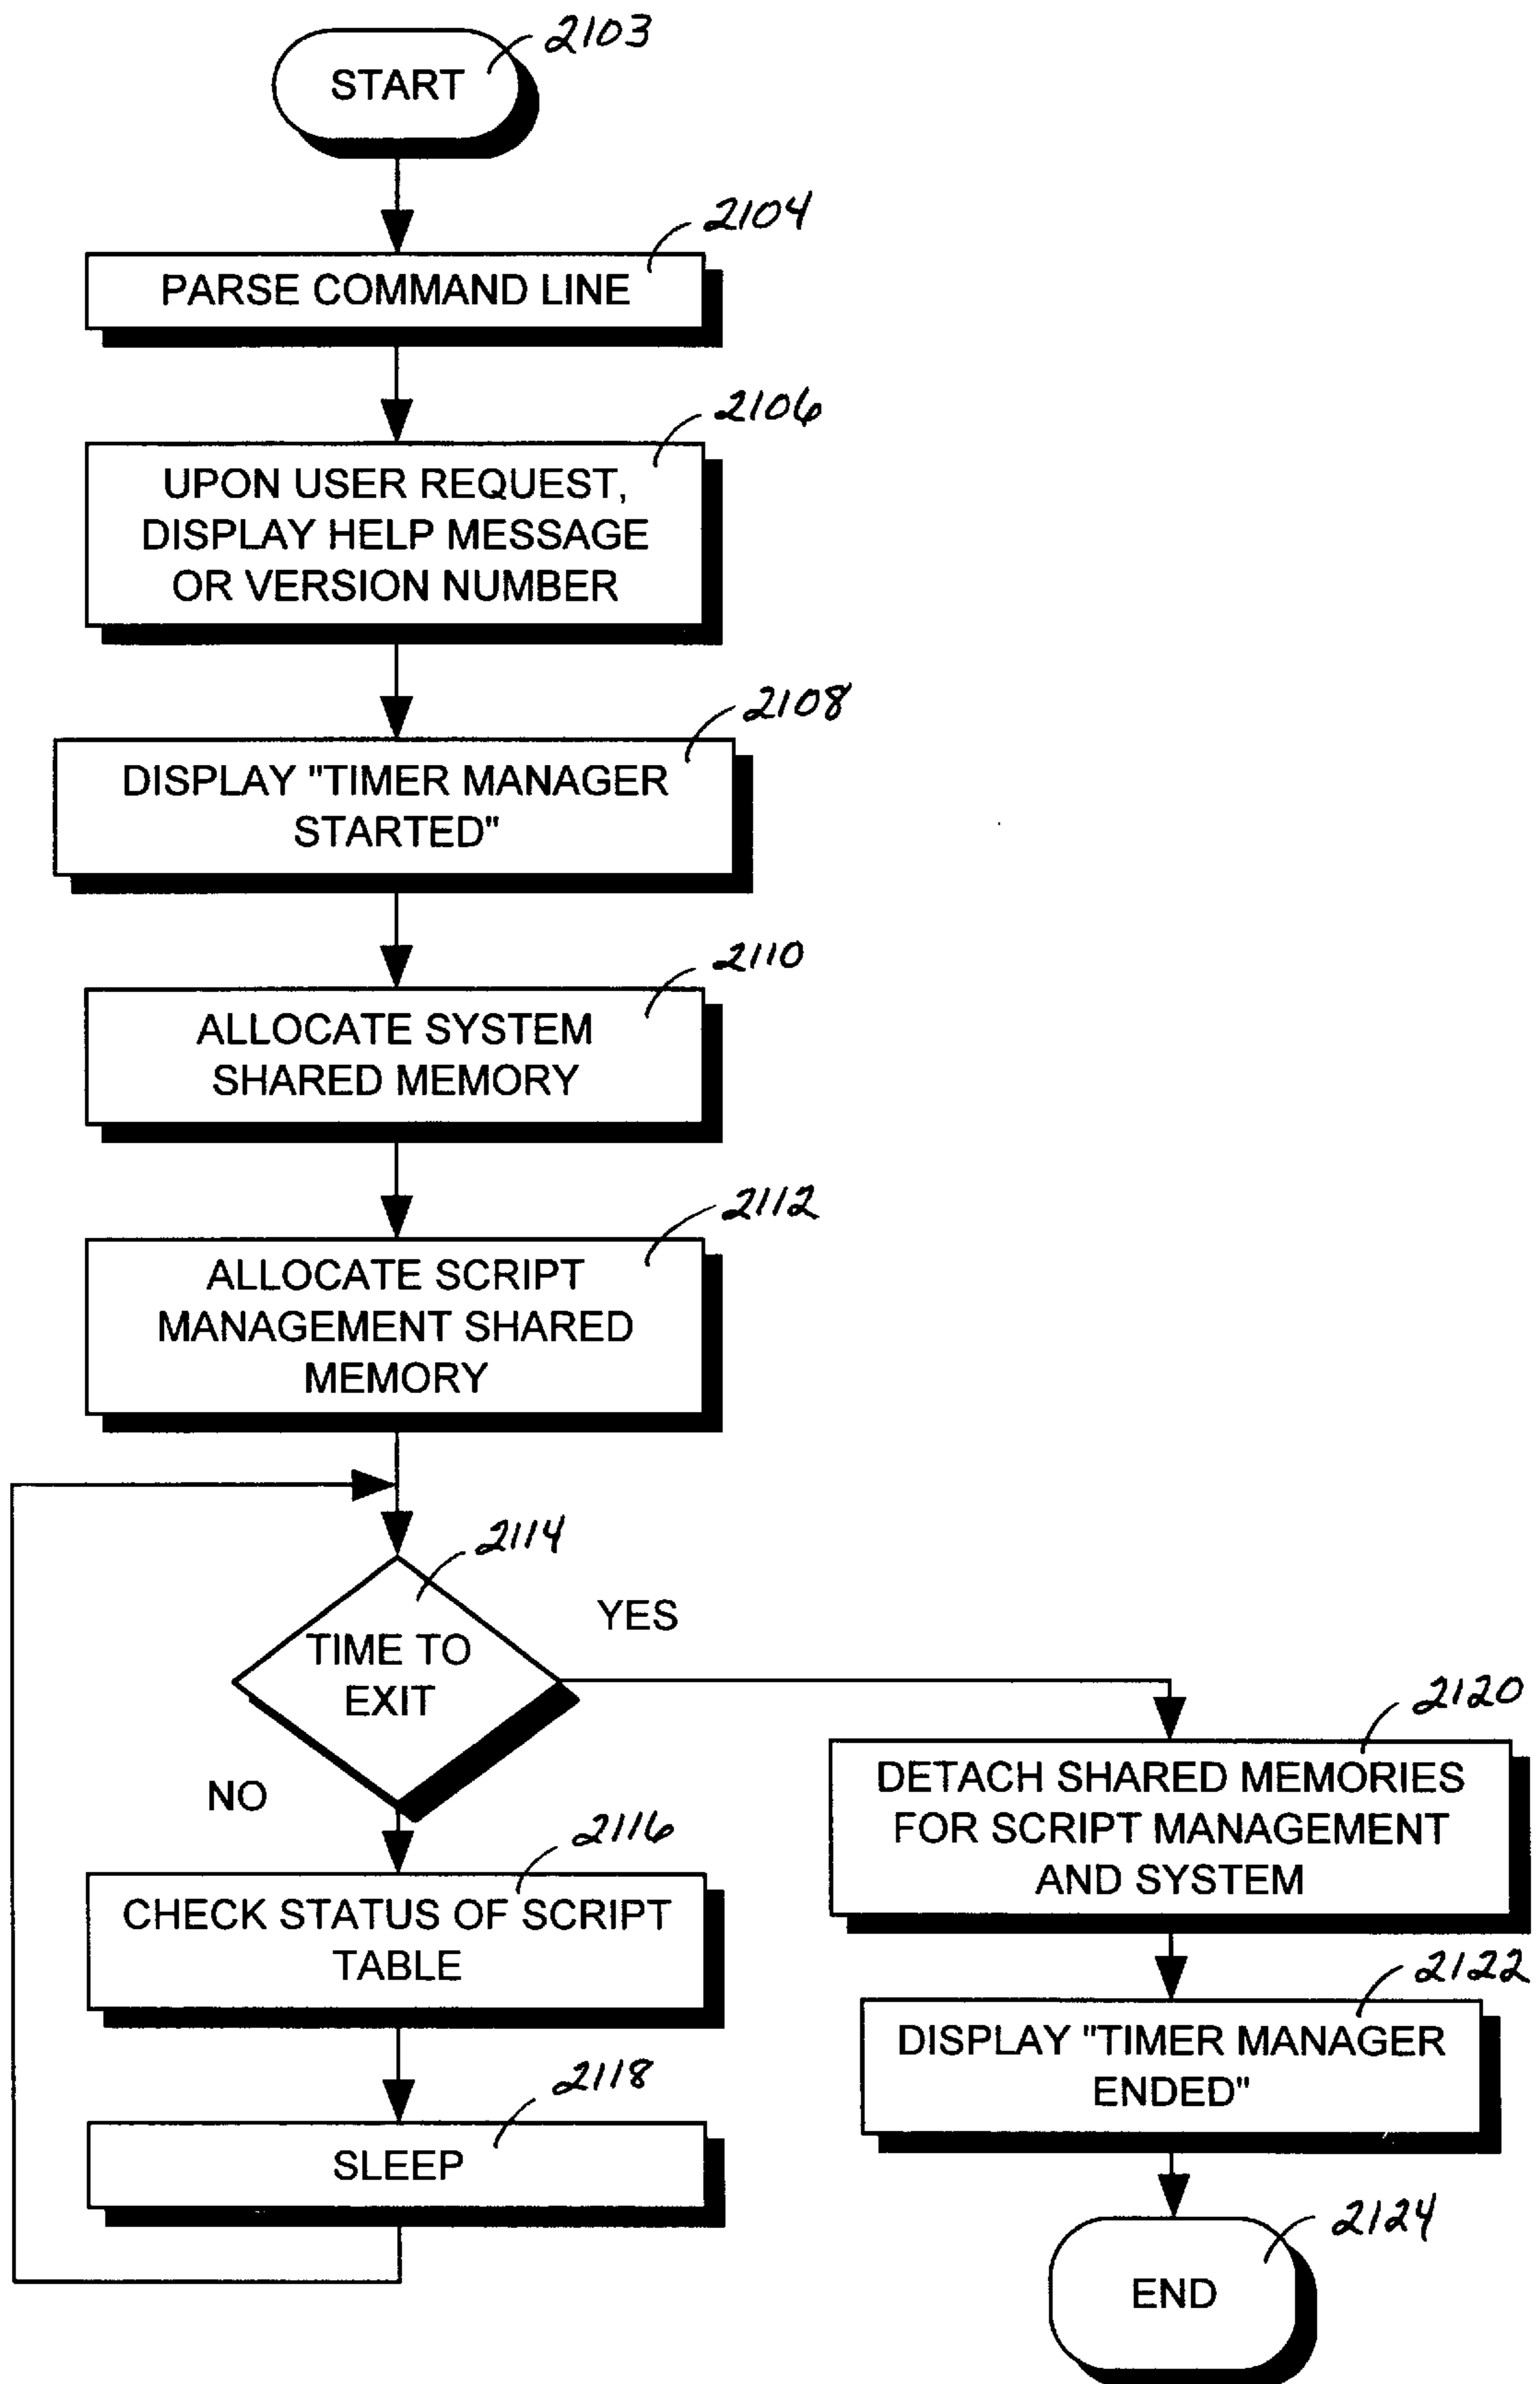 2103
START
2104
PARSE COMMAND LINE
2106
UPON USER REQUEST,
DISPLAY HELP MESSAGE
OR VERSION NUMBER
2108
DISPLAY "TIMER MANAGER
STARTED"
2110
ALLOCATE SYSTEM
SHARED MEMORY
2112
ALLOCATE SCRIPT
MANAGEMENT SHARED
MEMORY
2114
TIME TO
EXIT
YES
NO
2116
CHECK STATUS OF SCRIPT
TABLE
2118
SLEEP
2120
DETACH SHARED MEMORIES
FOR SCRIPT MANAGEMENT
AND SYSTEM
2122
DISPLAY "TIMER MANAGER
ENDED"
2124
END